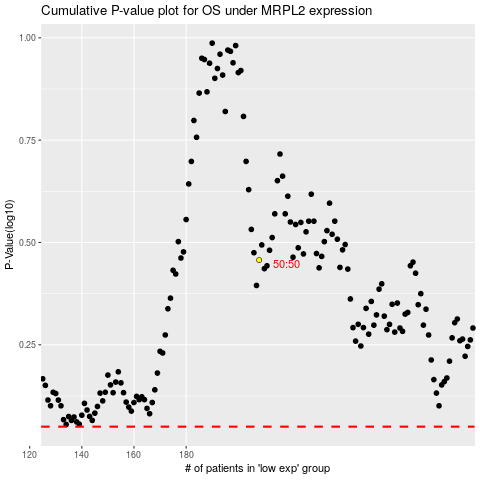 Cumulative P-value plot for OS under MRPL2 expression
1.00
0.75
0.50
0.25
P-Value(log10)
50:50
120 140 160 180
# of patients in 'low exp' group